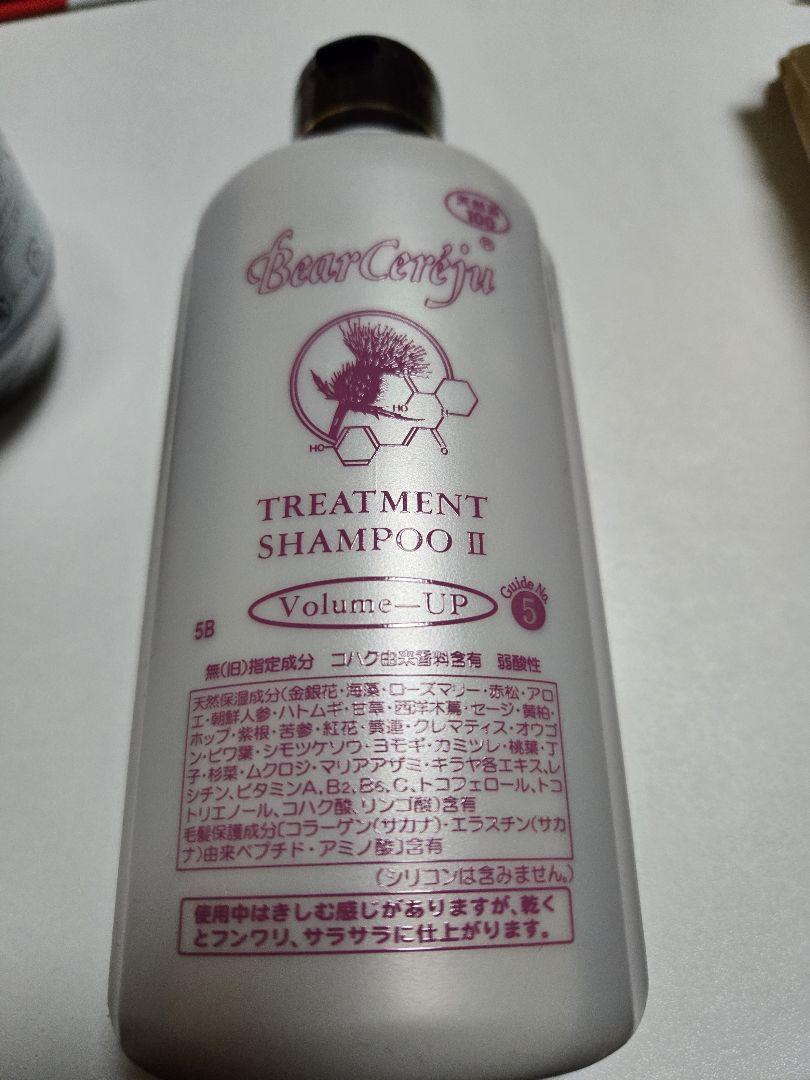 天然原
100
BearCeréju®
HO
HO
N
O
TREATMENT
SHAMPOO II
Volume—UP
Guide No.
5
5B
無(旧)指定成分 コハク由来香料含有 弱酸性
天然保湿成分(金銀花・海藻・ローズマリー・赤松・アロ
エ・朝鮮人参・ハトムギ・甘草・西洋木蔦・セージ・黄柏・
ホップ・紫根・苦参・紅花・黄連・クレマティス・オウゴ
ン・ビワ葉・シモツケソウ・ヨモギ・カミツレ・桃葉・丁
子・杉菜・ムクロジ・マリアアザミ・キラヤ各エキス、レ
シチン、ビタミンA、B2、B6、C、トコフェロール、トコ
トリエノール、コハク酸、リンゴ酸)含有
毛髪保護成分〔コラーゲン(サカナ)・エラスチン(サカ
ナ)由来ペプチド・アミノ酸〕含有
(シリコンは含みません。)
使用中はきしむ感じがありますが、乾く
とフンワリ、サラサラに仕上がります。